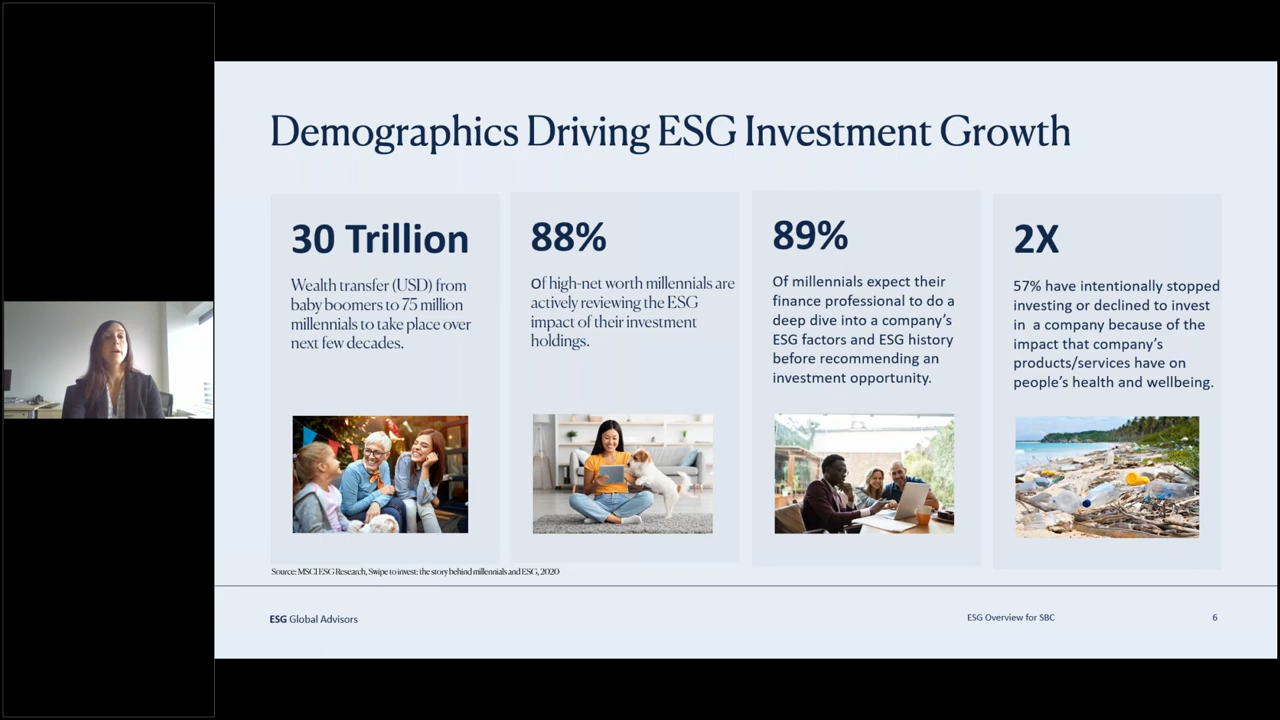 Demographics Driving ESG Investment Growth
30 Trillion
Wealth transfer (USD) from
baby boomers to 75 million
millennials to take place over
next few decades.
88%
Of high-net worth millennials are
actively reviewing the ESG
impact of their investment
holdings.
89%
Of millennials expect their
finance professional to do a
deep dive into a company's
ESG factors and ESG history
before recommending an
investment opportunity.
2X
57% have intentionally stopped
investing or declined to invest
in a company because of the
impact that company's
products/services have on
people's health and wellbeing.
Source: MSCI ESG Research, Swipe to invest: the story behind millennials and ESG, 2020
ESG Global Advisors
ESG Overview for SBC
6